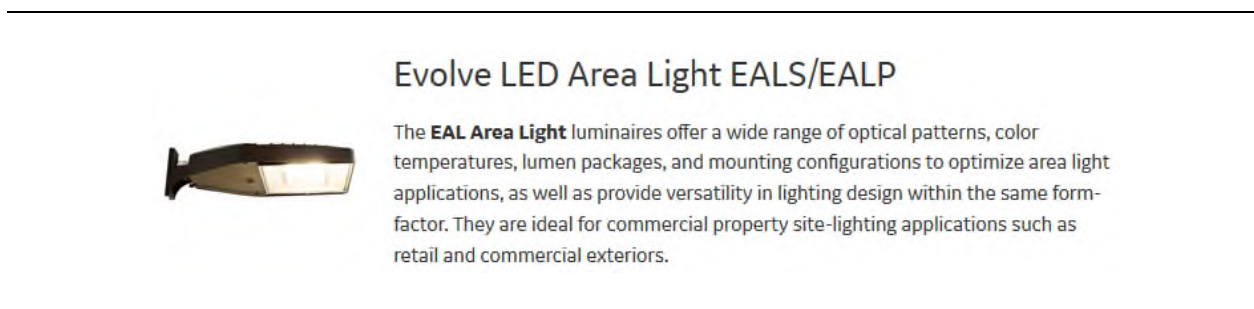 Evolve LED Area Light EALS/EALP
The EAL Area Light luminaires offer a wide range of optical patterns, color
temperatures, lumen packages, and mounting configurations to optimize area light
applications, as well as provide versatility in lighting design within the same form-
factor. They are ideal for commercial property site-lighting applications such as
retail and commercial exteriors.